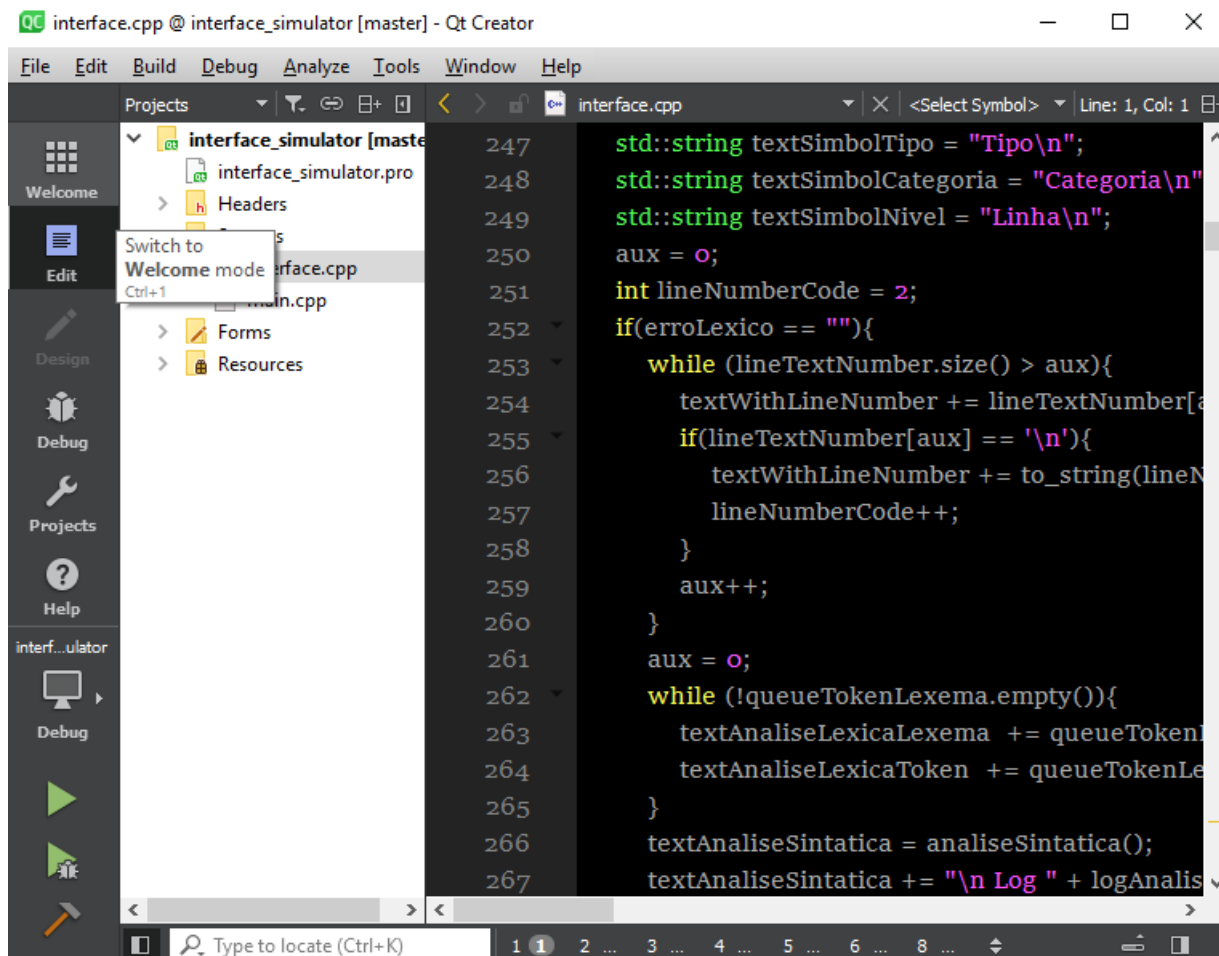 interface.cpp @ interface_simulator [master] - Qt Creator
File Edit Build Debug Analyze Tools Window Help
Projects
interface.cpp
<Select Symbol>
Line: 1, Col: 1
Welcome
Edit
Design
Debug
Projects
Help
interf...ulator
Debug
interface_simulator [maste
interface_simulator.pro
Headers
s
Switch to
Welcome mode
Ctrl+1
erface.cpp
main.cpp
Forms
Resources
247 std::string textSimbolTipo = "Tipo\n";
248 std::string textSimbolCategoria = "Categoria\n"
249 std::string textSimbolNivel = "Linha\n";
250 aux = 0;
251 int lineNumberCode = 2;
252 if(erroLexico == ""){
253 while (lineTextNumber.size() > aux){
254 textWithLineNumber += lineTextNumber[a
255 if(lineTextNumber[aux] == '\n'){
256 textWithLineNumber += to_string(lineN
257 lineNumberCode++;
258 }
259 aux++;
260 }
261 aux = 0;
262 while (!queueTokenLexema.empty()){
263 textAnaliseLexicaLexema += queueToken
264 textAnaliseLexicaToken += queueTokenLe
265 }
266 textAnaliseSintatica = analiseSintatica();
267 textAnaliseSintatica += "\n Log " + logAnalis
Type to locate (Ctrl+K)
1 1 2 ... 3 ... 4 ... 5 ... 6 ... 8 ...